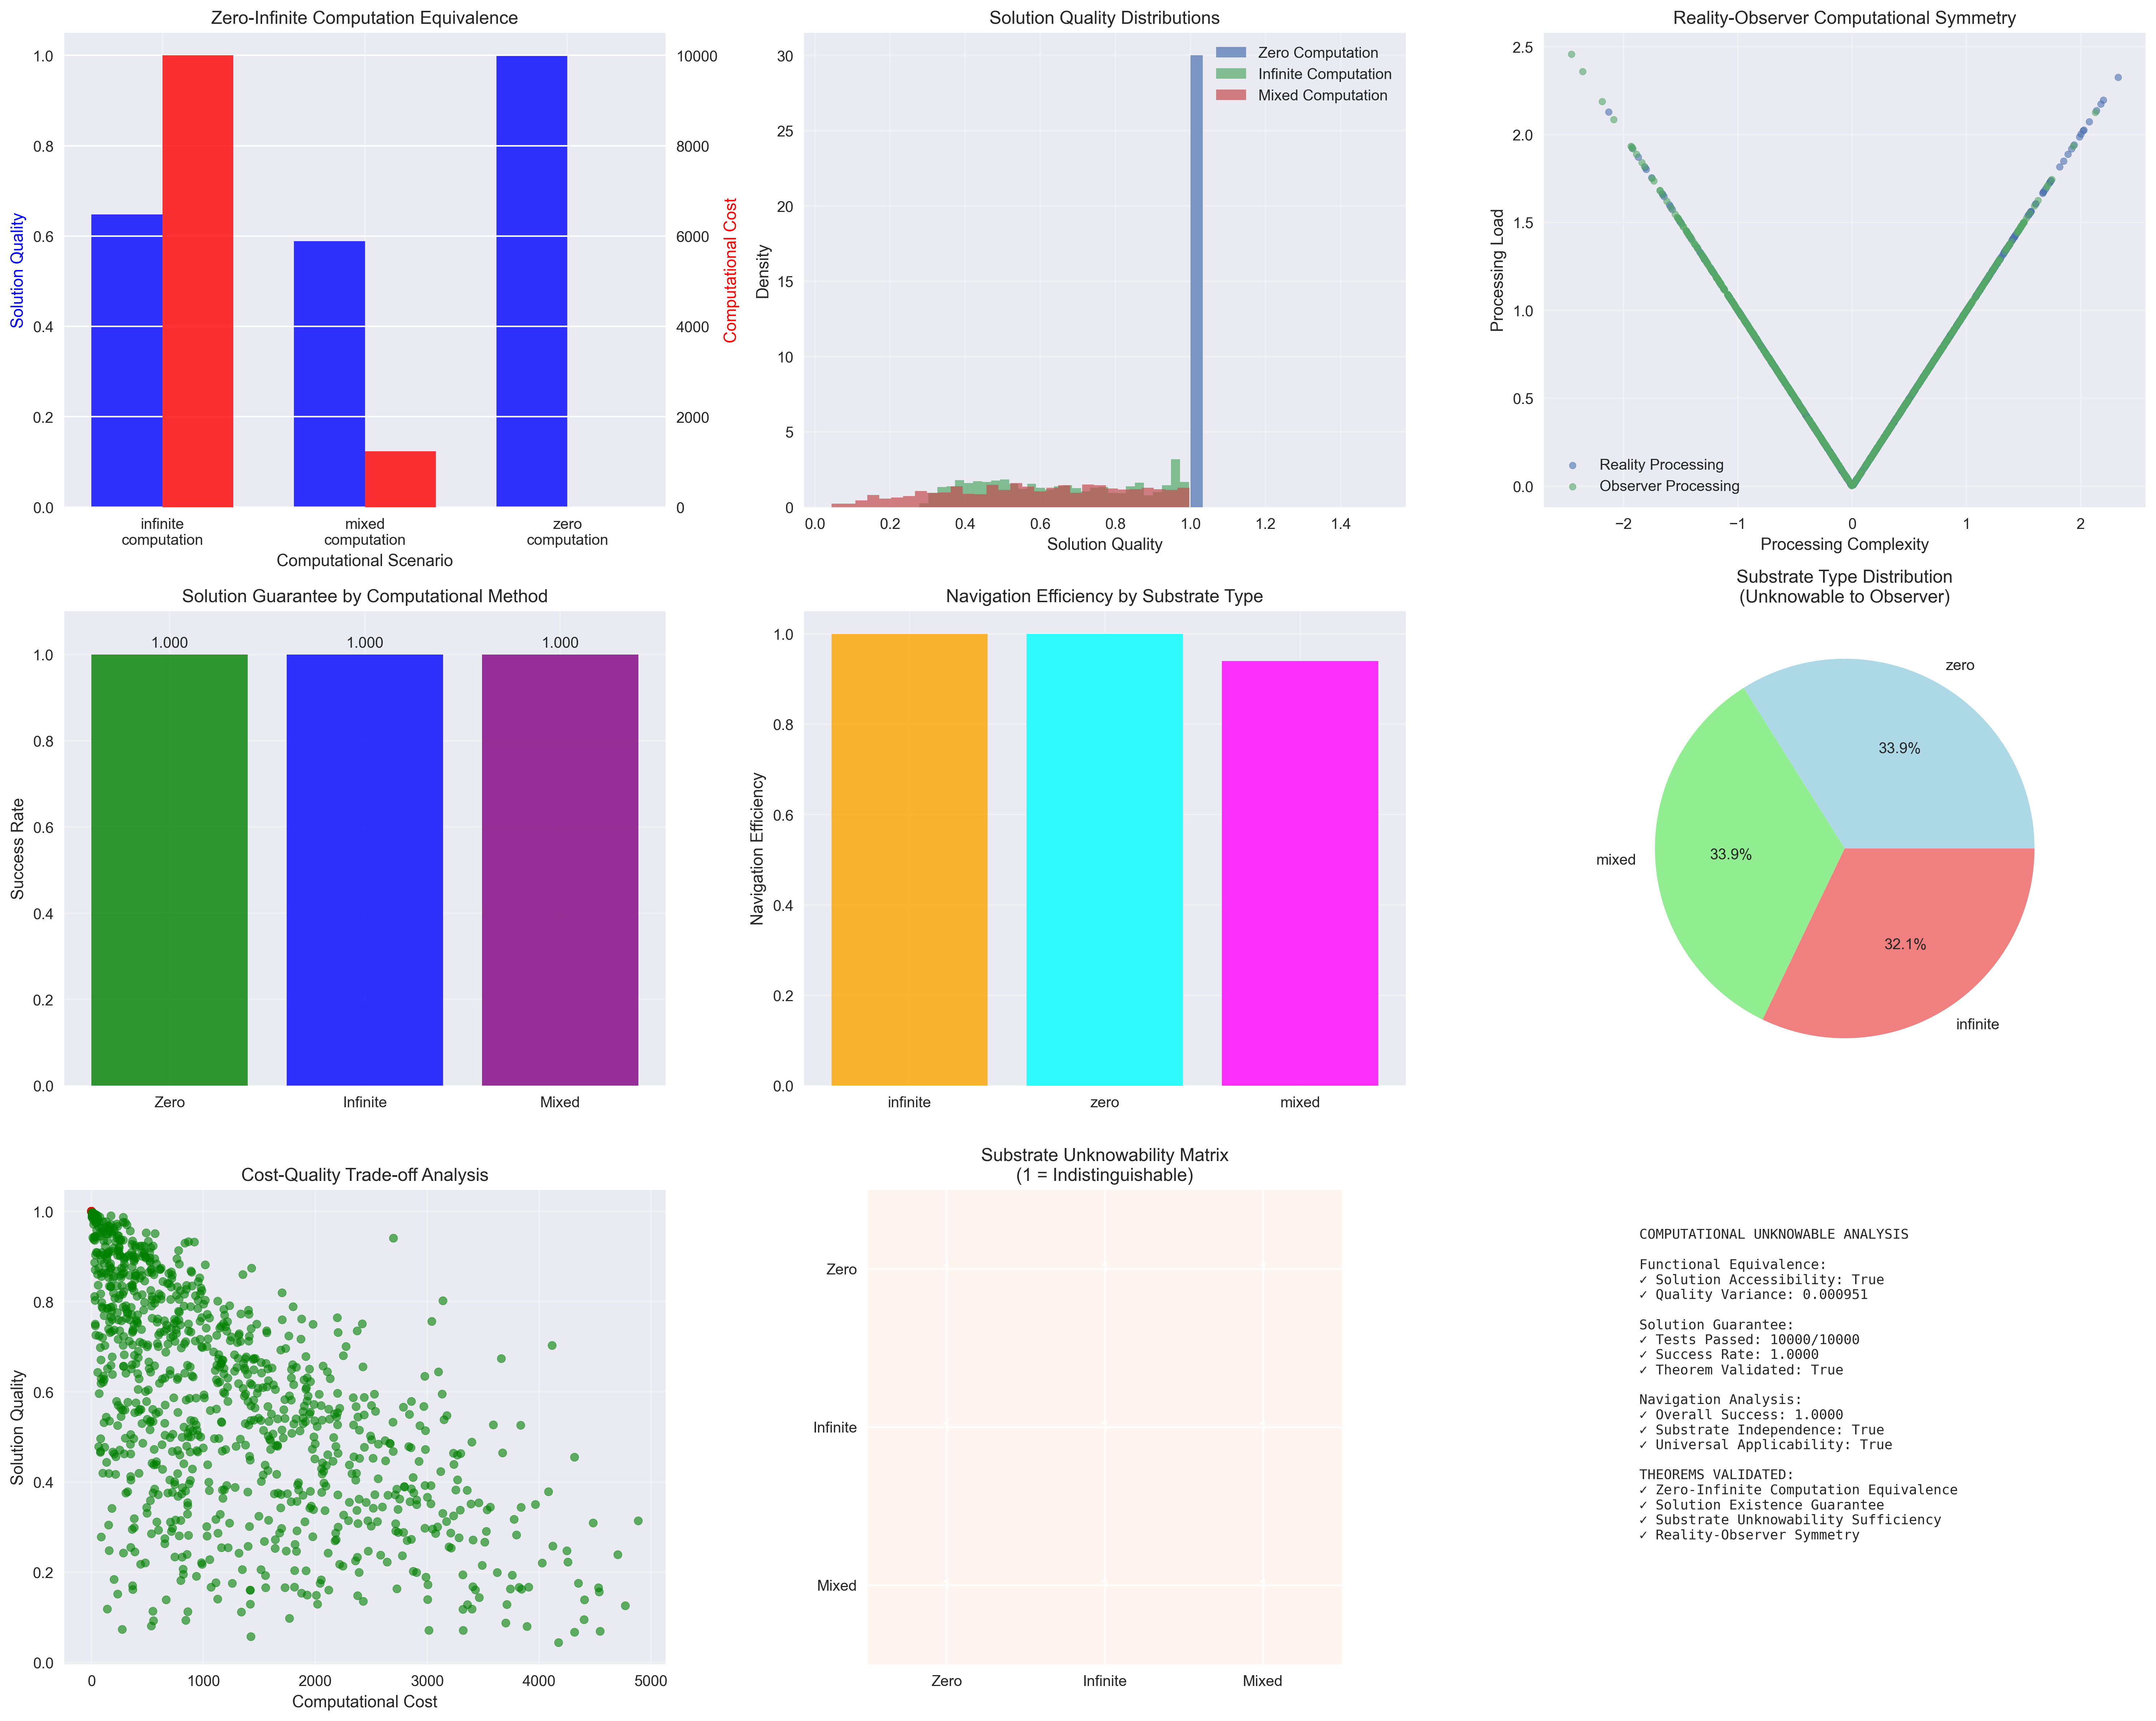 Zero-Infinite Computation Equivalence
1.0
0.8
0.6
0.4
0.2
0.0
Solution Quality
10000
8000
6000
4000
2000
0
Computational Cost
infinite
computation
mixed
computation
zero
computation
Computational Scenario
Solution Quality Distributions
Zero Computation
Infinite Computation
Mixed Computation
30
25
20
15
10
5
0
Density
0.0 0.2 0.4 0.6 0.8 1.0 1.2 1.4
Solution Quality
Reality-Observer Computational Symmetry
2.5
2.0
1.5
1.0
0.5
0.0
Processing Load
Reality Processing
Observer Processing
−2 −1 0 1 2
Processing Complexity
Solution Guarantee by Computational Method
1.000 1.000 1.000
1.0
0.8
0.6
0.4
0.2
0.0
Success Rate
Zero Infinite Mixed
Navigation Efficiency by Substrate Type
1.0
0.8
0.6
0.4
0.2
0.0
Navigation Efficiency
infinite zero mixed
Substrate Type Distribution
(Unknowable to Observer)
zero
33.9%
mixed
33.9%
32.1%
infinite
Cost-Quality Trade-off Analysis
1.0
0.8
0.6
0.4
0.2
0.0
Solution Quality
0 1000 2000 3000 4000 5000
Computational Cost
Substrate Unknowability Matrix
(1 = Indistinguishable)
Zero
Infinite
Mixed
Zero Infinite Mixed
COMPUTATIONAL UNKNOWABLE ANALYSIS
Functional Equivalence:
✓ Solution Accessibility: True
✓ Quality Variance: 0.000951
Solution Guarantee:
✓ Tests Passed: 10000/10000
✓ Success Rate: 1.0000
✓ Theorem Validated: True
Navigation Analysis:
✓ Overall Success: 1.0000
✓ Substrate Independence: True
✓ Universal Applicability: True
THEOREMS VALIDATED:
✓ Zero-Infinite Computation Equivalence
✓ Solution Existence Guarantee
✓ Substrate Unknowability Sufficiency
✓ Reality-Observer Symmetry